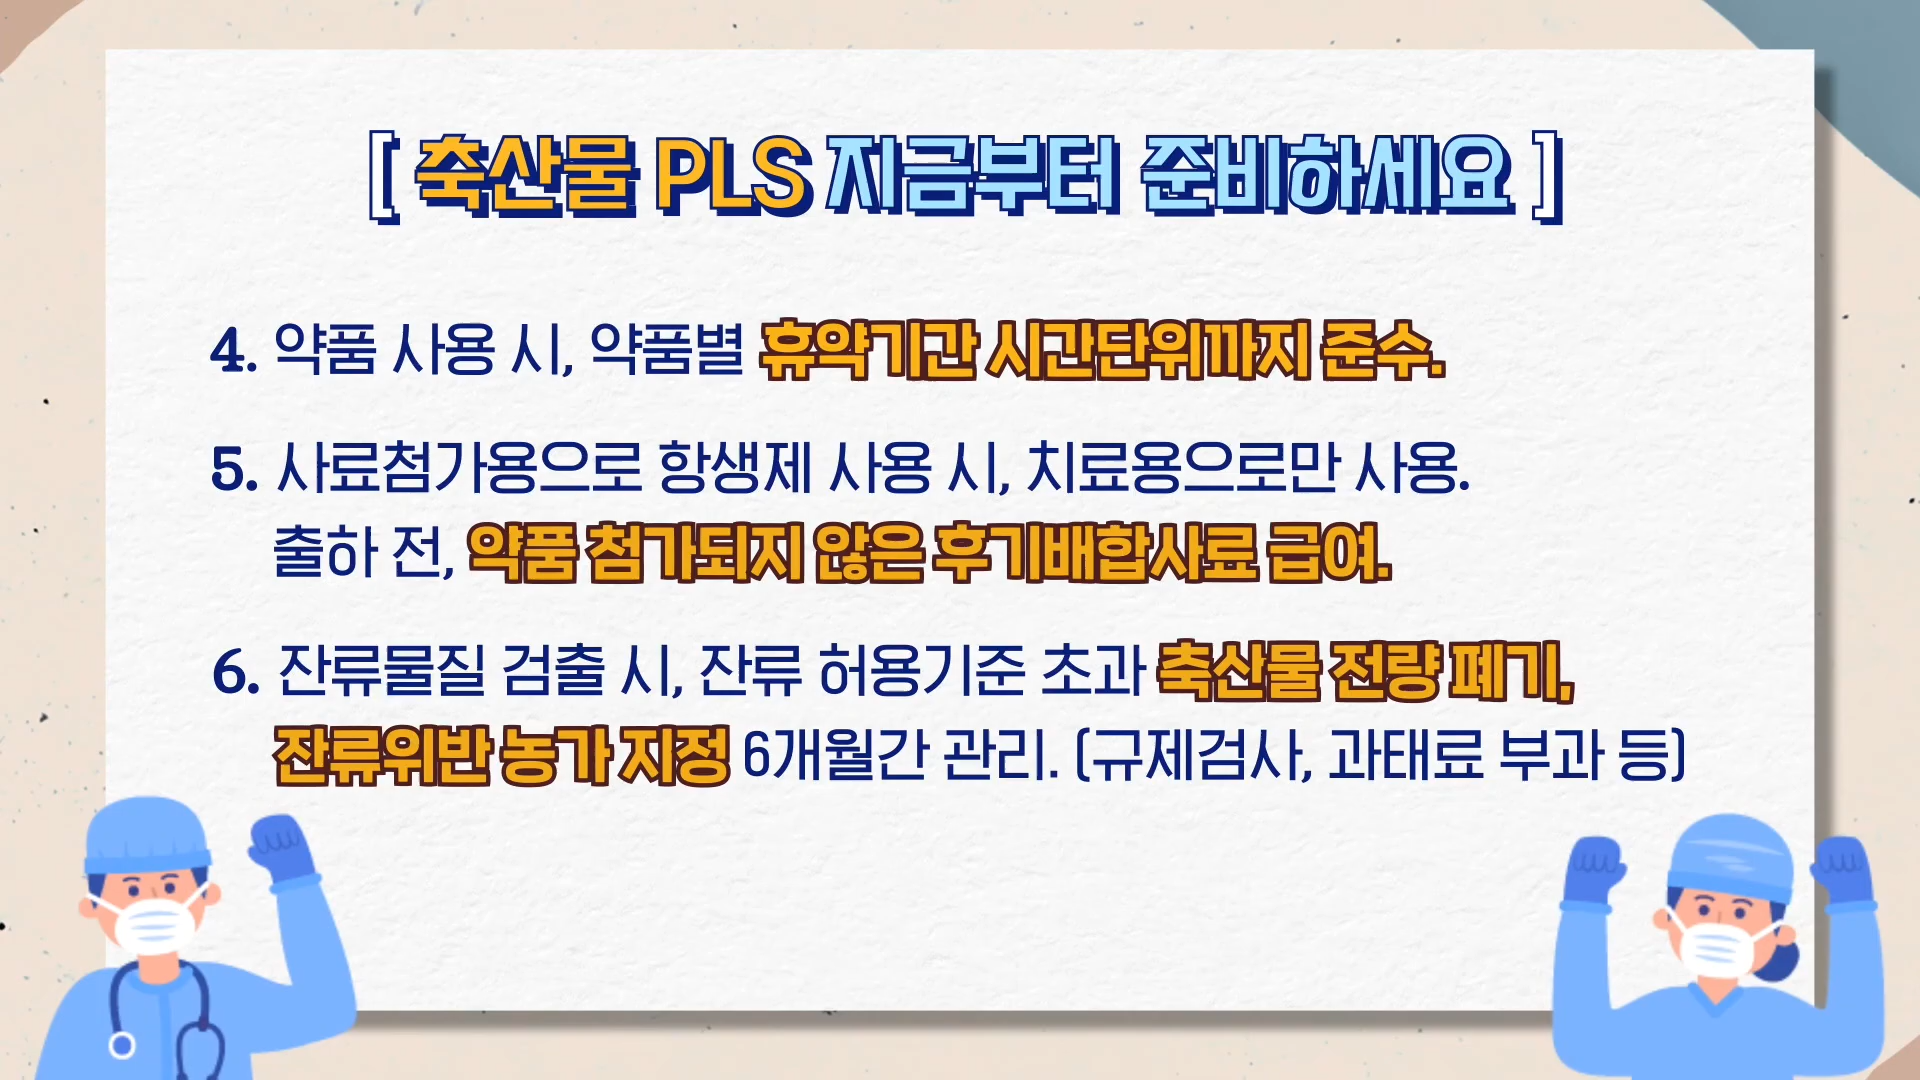 [ 축산물 PLS 지금부터 준비하세요 ]
4. 약품 사용 시, 약품별 휴약기간 시간단위까지 준수.
5. 사료첨가용으로 항생제 사용 시, 치료용으로만 사용.
출하 전, 약품 첨가되지 않은 후기배합사료 급여.
6. 잔류물질 검출 시, 잔류 허용기준 초과 축산물 전량 폐기,
잔류위반 농가 지정 6개월간 관리. (규제검사, 과태료 부과 등)